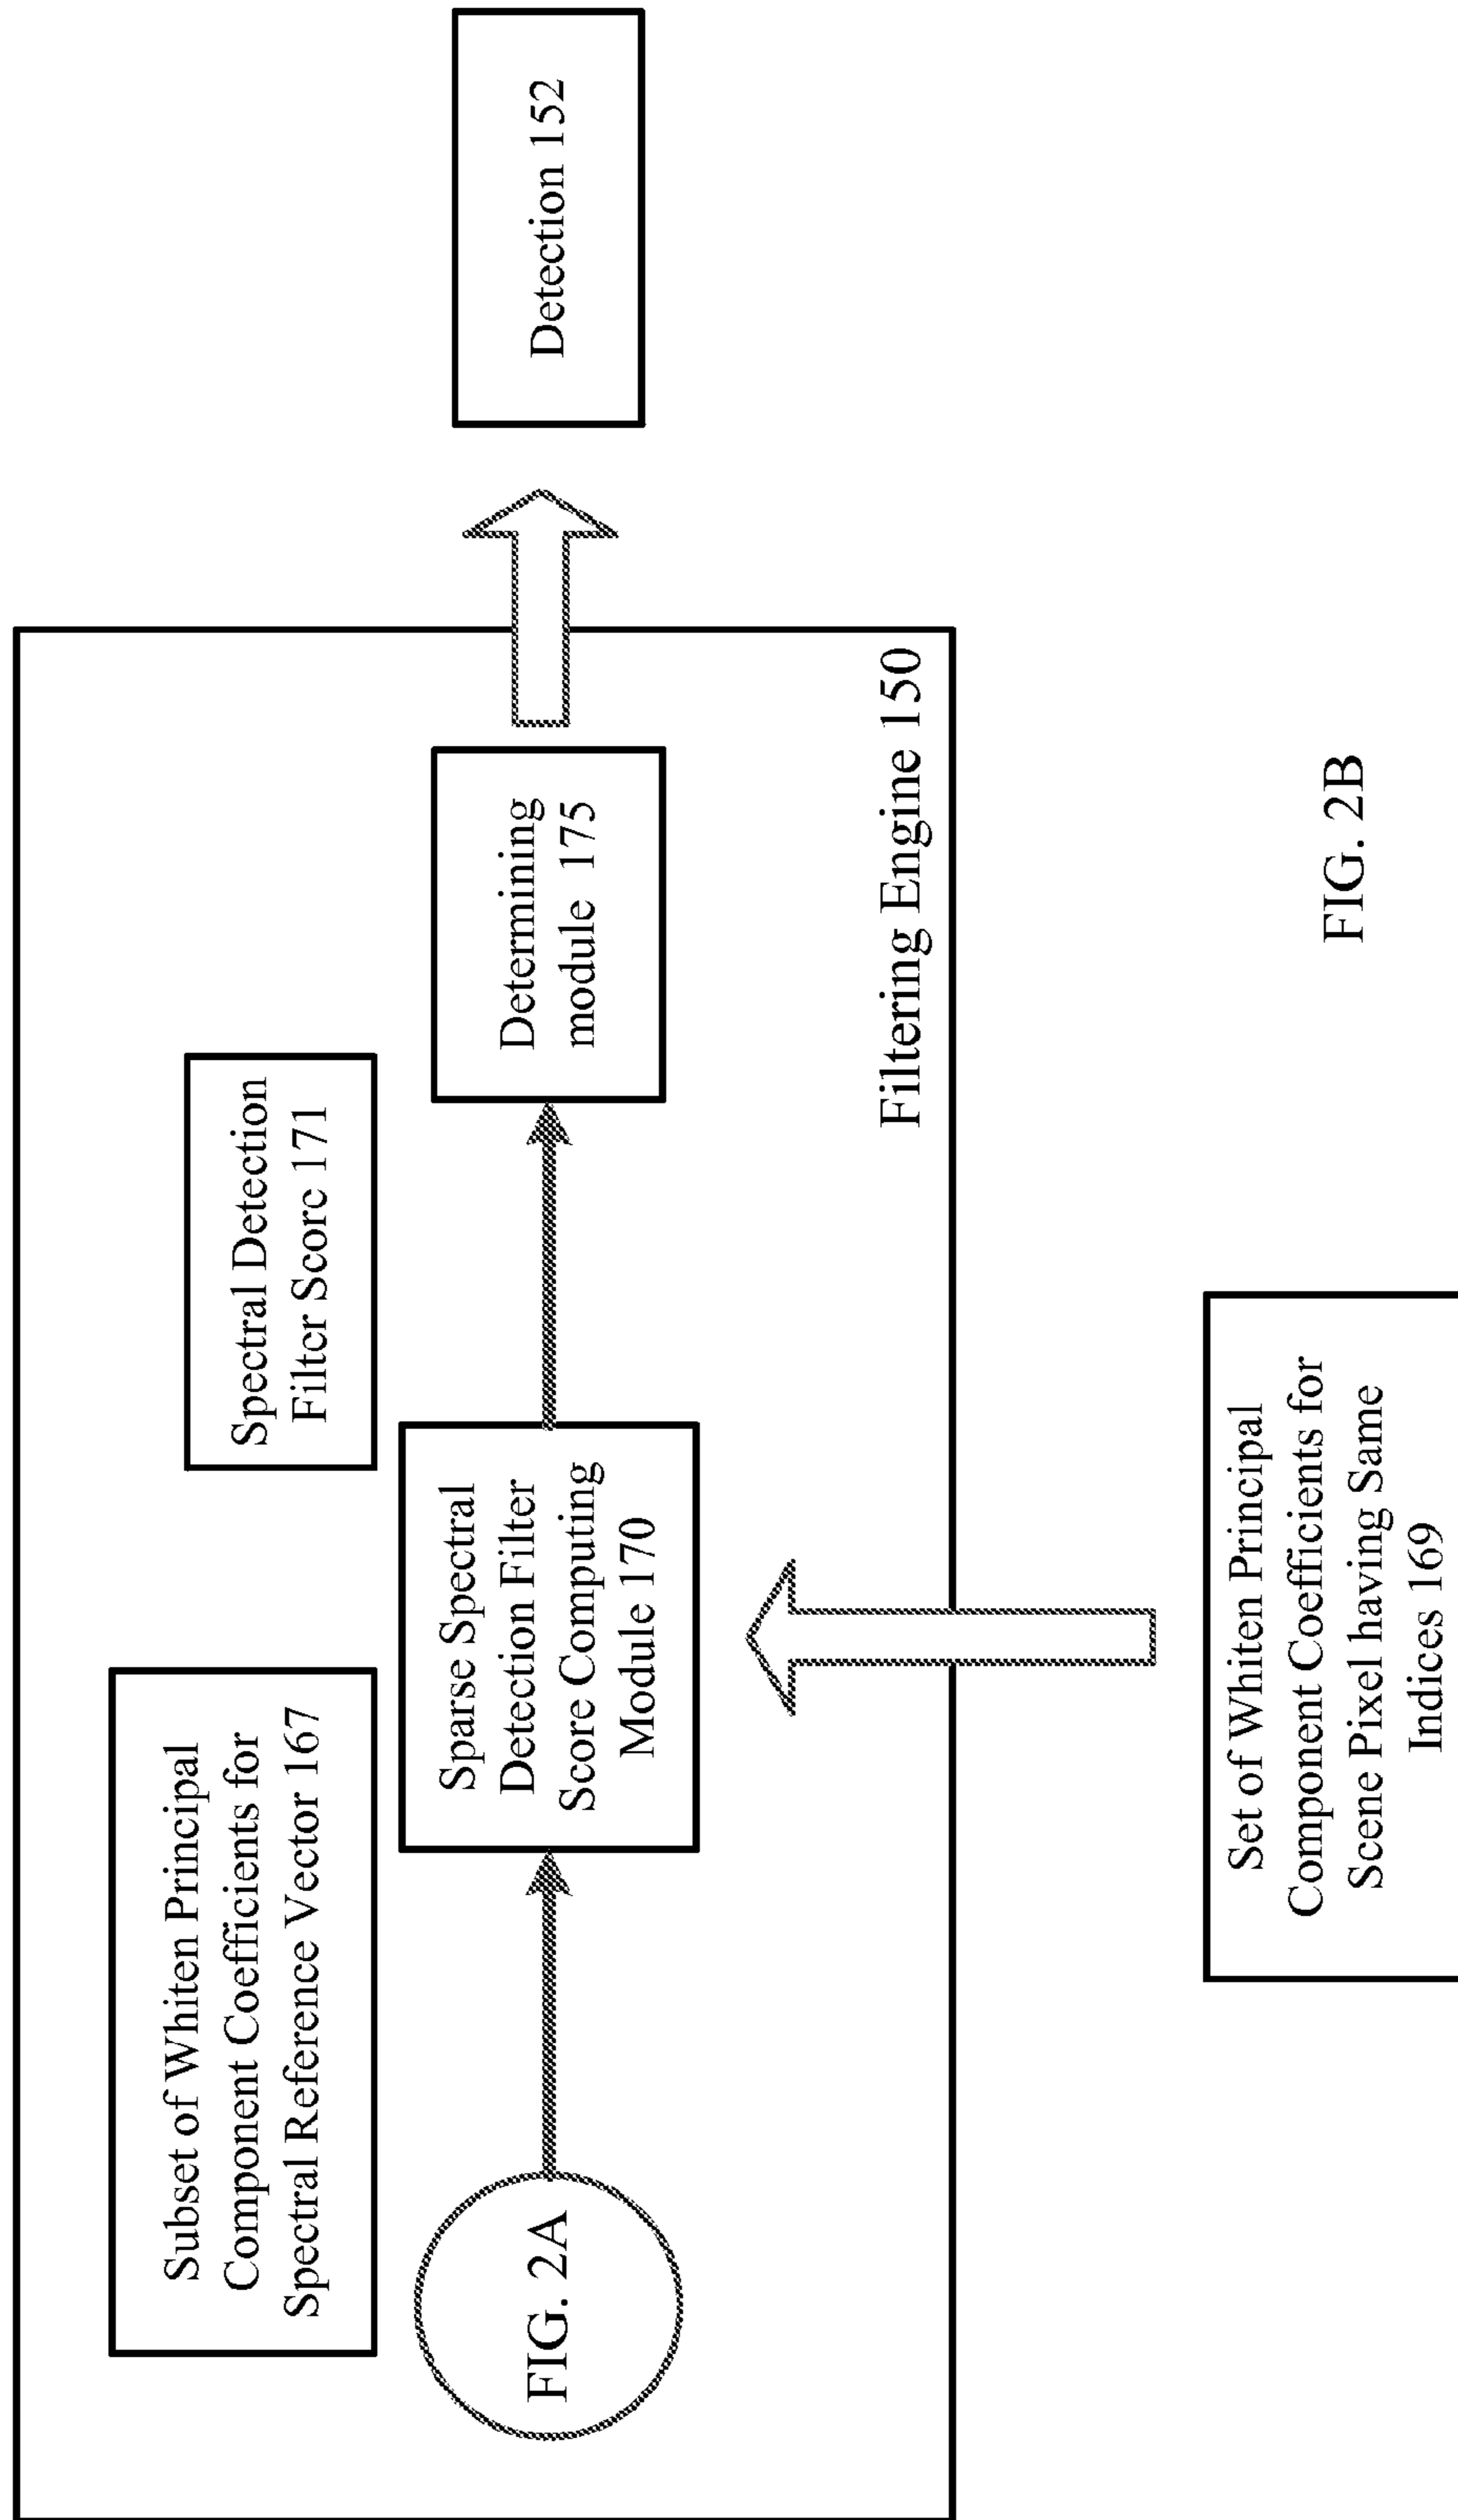 Subset of Whiten Principal
Component Coefficients for
Spectral Reference Vector 167
Spectral Detection
Filter Score 171
FIG. 2A
Sparse Spectral
Detection Filter
Score Computing
Module 170
Determining
module 175
Detection 152
Filtering Engine 150
Set of Whiten Principal
Component Coefficients for
Scene Pixel having Same
Indices 169
FIG. 2B